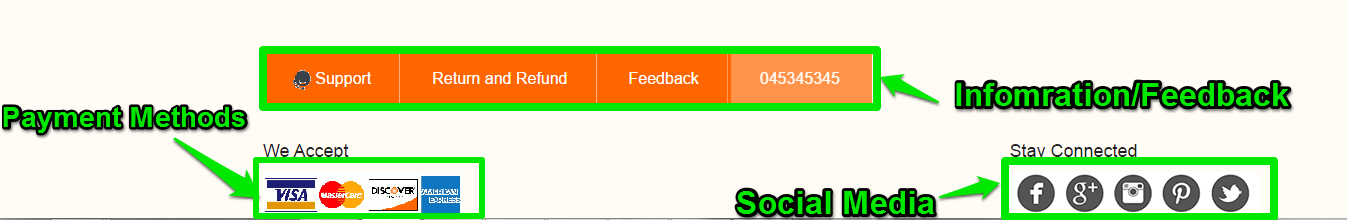 Support Return and Refund Feedback 045345345
Infomration/Feedback
Payment Methods
We Accept
Stay Connected
VISA MasterCard DISCOVER AMERICAN EXPRESS
f g+
Social Media